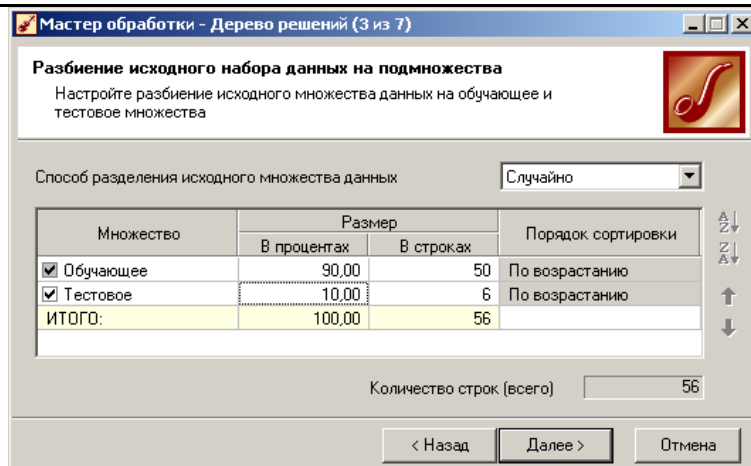 Мастер обработки - Дерево решений (3 из 7)
Разбиение исходного набора данных на подмножества
Настройте разбиение исходного множества данных на обучающее и
тестовое множества
Способ разделения исходного множества данных Случайно
Множество Размер Порядок сортировки
В процентах В строках
Обучающее 90,00 50 По возрастанию
Тестовое 10,00 6 По возрастанию
ИТОГО: 100,00 56
Количество строк (всего) 56
< Назад Далее > Отмена